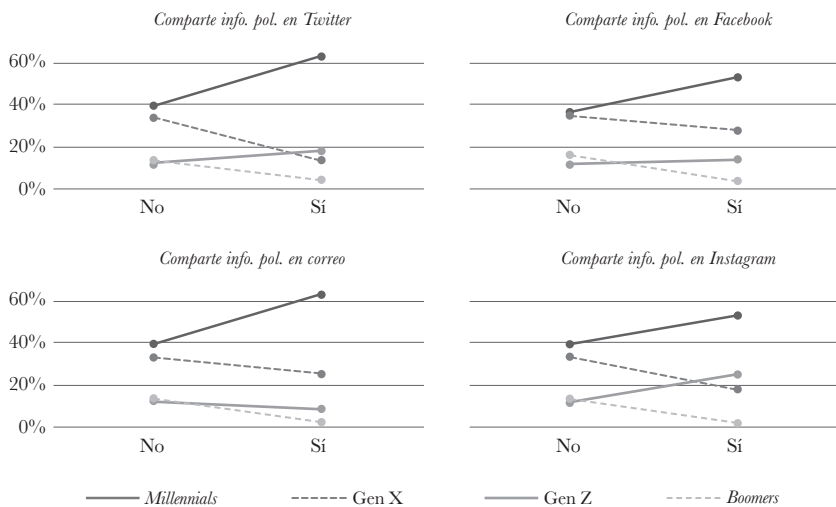 Comparte info. pol. en Twitter
Comparte info. pol. en Facebook
60%
40%
20%
0%
No
Sí
No
Sí
Comparte info. pol. en correo
Comparte info. pol. en Instagram
60%
40%
20%
0%
No
Sí
No
Sí
Millennials
Gen X
Gen Z
Boomers